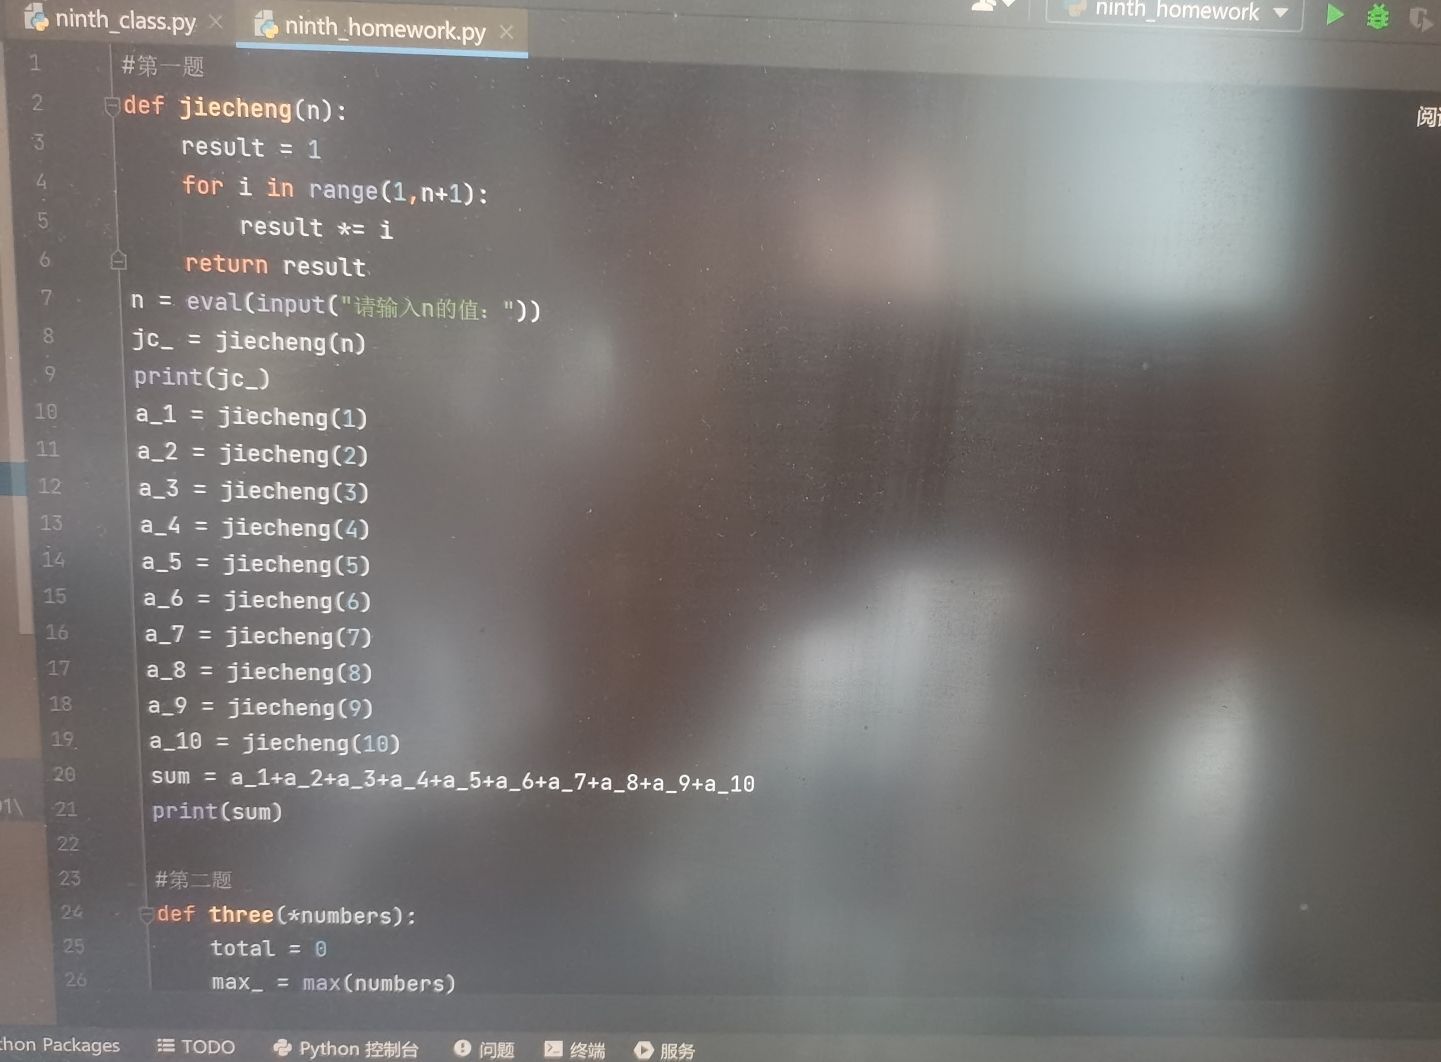 ninth_class.py
ninth_homework.py
ninth_homework
阅
1 #第一题
2 def jiecheng(n):
3 result = 1
4 for i in range(1,n+1):
5 result *= i
6 return result
7 n = eval(input("请输入n的值："))
8 jc_ = jiecheng(n)
9 print(jc_)
10 a_1 = jiecheng(1)
11 a_2 = jiecheng(2)
12 a_3 = jiecheng(3)
13 a_4 = jiecheng(4)
14 a_5 = jiecheng(5)
15 a_6 = jiecheng(6)
16 a_7 = jiecheng(7)
17 a_8 = jiecheng(8)
18 a_9 = jiecheng(9)
19 a_10 = jiecheng(10)
20 sum = a_1+a_2+a_3+a_4+a_5+a_6+a_7+a_8+a_9+a_10
21 print(sum)
22
23 #第二题
24 def three(*numbers):
25 total = 0
26 max_ = max(numbers)
thon Packages TODO Python 控制台 问题 终端 服务